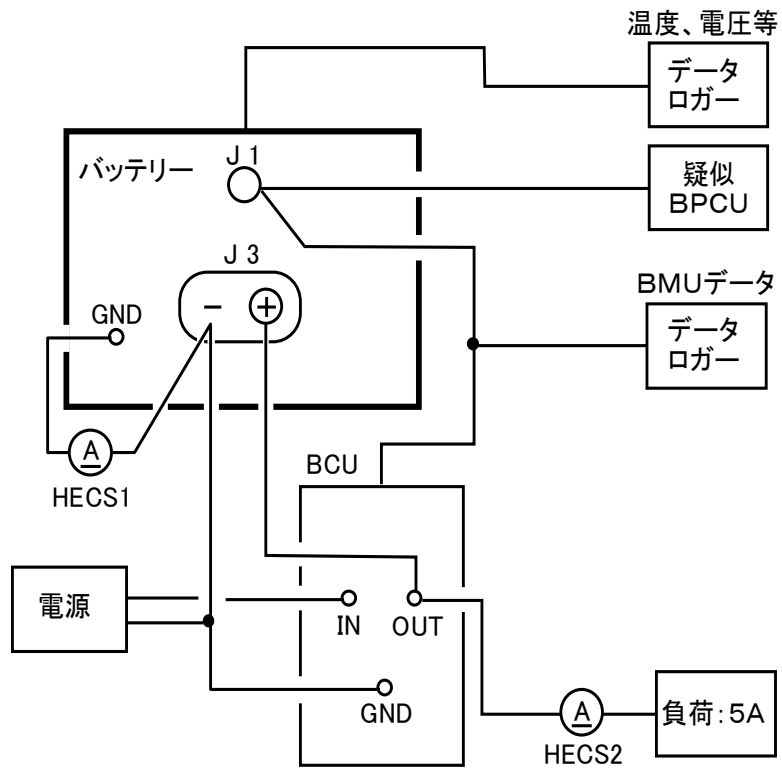 温度、電圧等
データ
ロガー
バッテリー
J1
疑似
BPCU
J3
－
+
GND
BMUデータ
データ
ロガー
A
HECS1
BCU
電源
IN
OUT
GND
A
負荷:5A
HECS2